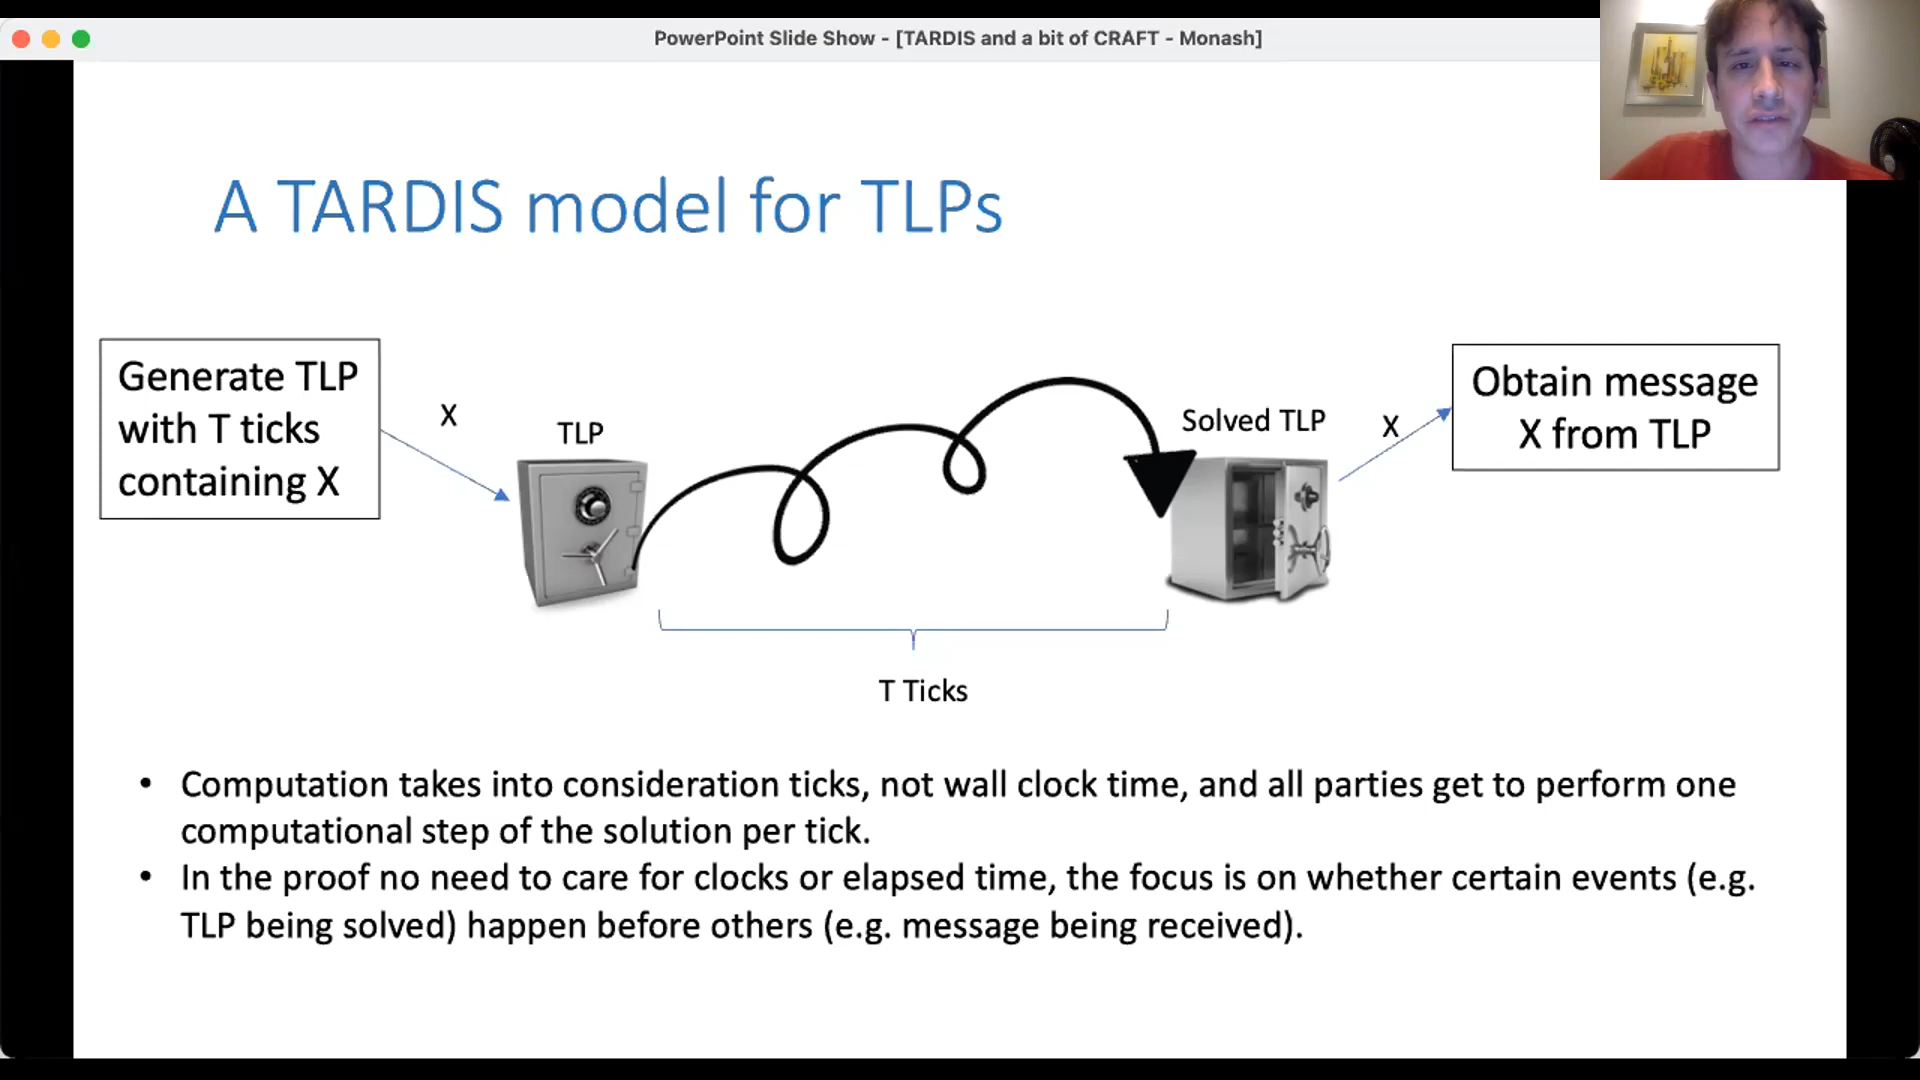 PowerPoint Slide Show - [TARDIS and a bit of CRAFT - Monash]
A TARDIS model for TLPs
Generate TLP
with T ticks
containing X
X
TLP
Solved TLP
X
Obtain message
X from TLP
T Ticks
• Computation takes into consideration ticks, not wall clock time, and all parties get to perform one
computational step of the solution per tick.
• In the proof no need to care for clocks or elapsed time, the focus is on whether certain events (e.g.
TLP being solved) happen before others (e.g. message being received).